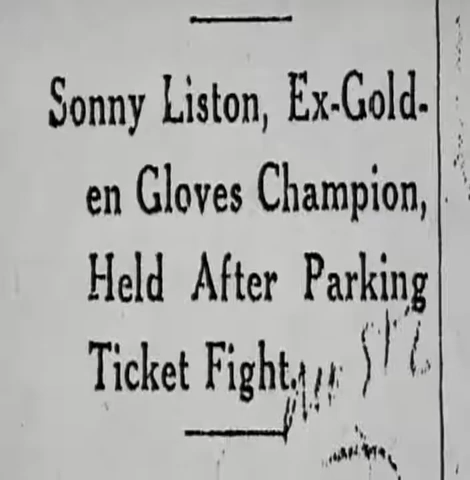 Sonny Liston, Ex-Gold-
en Gloves Champion,
Held After Parking
Ticket Fight.